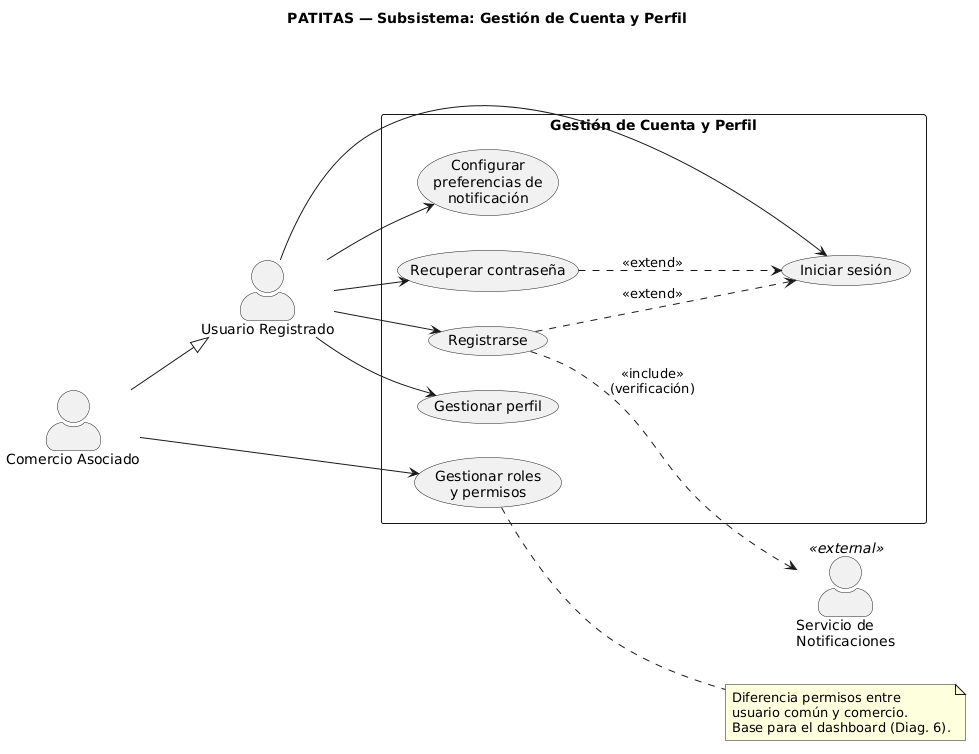 PATITAS — Subsistema: Gestión de Cuenta y Perfil
Gestión de Cuenta y Perfil
Configurar
preferencias de
notificación
Recuperar contraseña
«extend»
Iniciar sesión
«extend»
Usuario Registrado
Registrarse
«include»
(verificación)
Gestionar perfil
Comercio Asociado
Gestionar roles
y permisos
«external»
Servicio de
Notificaciones
Diferencia permisos entre
usuario común y comercio.
Base para el dashboard (Diag. 6).